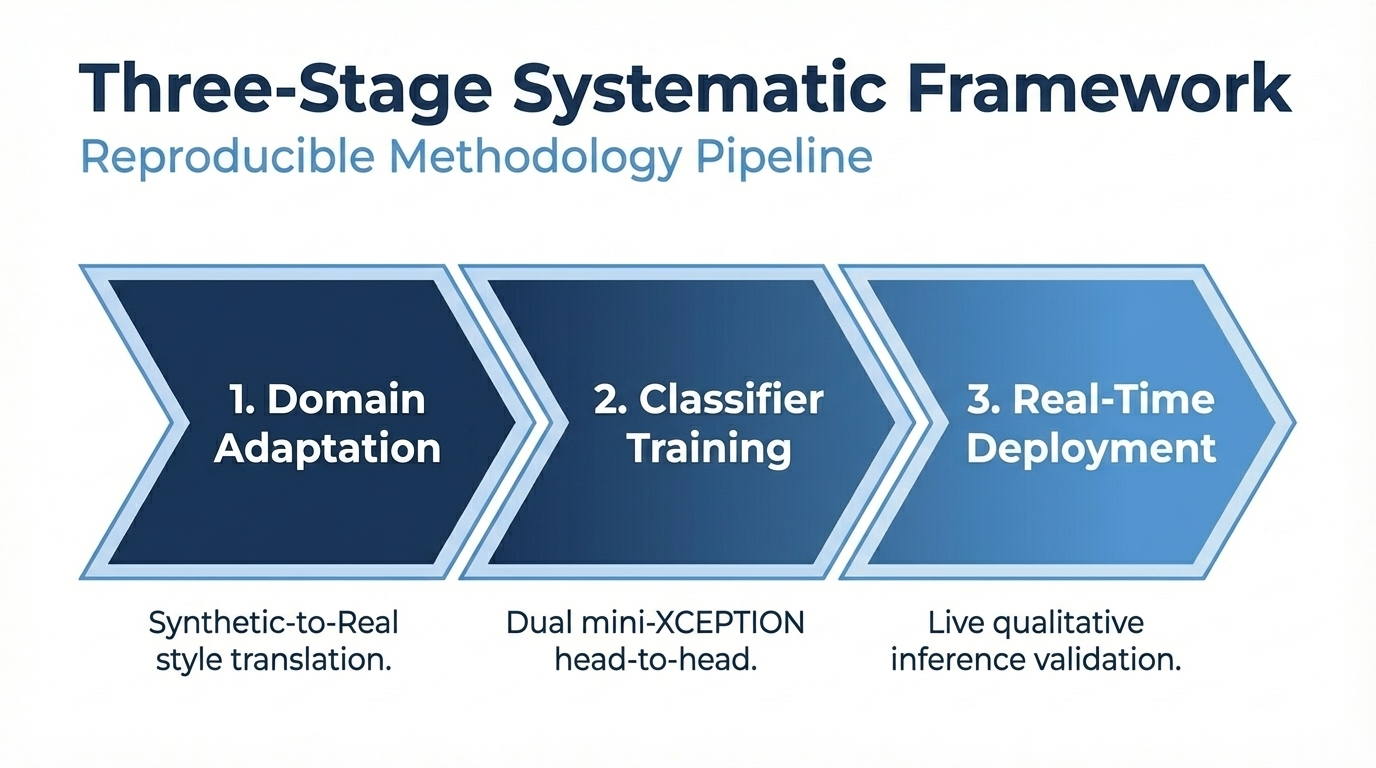 Three-Stage Systematic Framework
Reproducible Methodology Pipeline
1. Domain
Adaptation
2. Classifier
Training
3. Real-Time
Deployment
Synthetic-to-Real
style translation.
Dual mini-XCEPTION
head-to-head.
Live qualitative
inference validation.